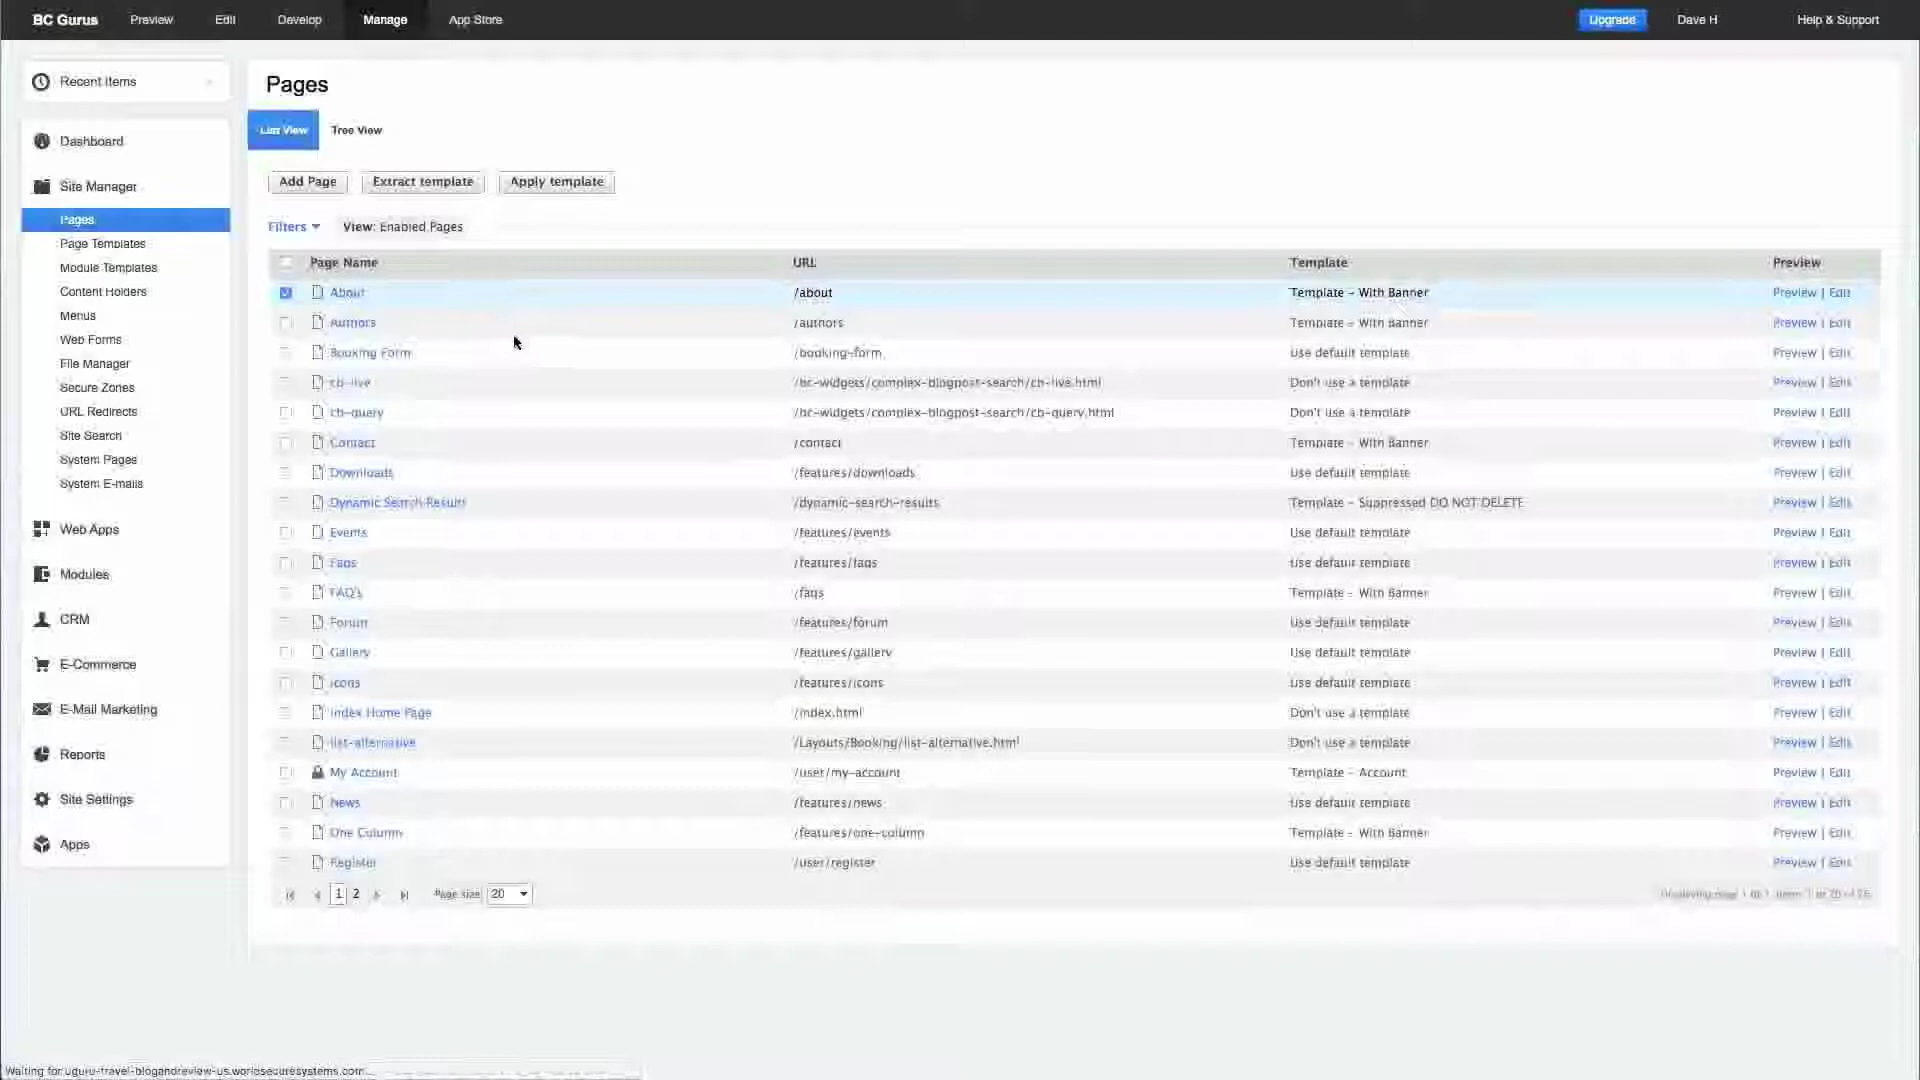 BC Gurus Preview Edit Develop Manage App Store Upgrade Dave H Help & Support
Recent Items
Dashboard
Site Manager
Pages
Page Templates
Module Templates
Content Holders
Menus
Web Forms
File Manager
Secure Zones
URL Redirects
Site Search
System Pages
System E-mails
Web Apps
Modules
CRM
E-Commerce
E-Mail Marketing
Reports
Site Settings
Apps
Pages
List View Tree View
Add Page Extract template Apply template
Filters View: Enabled Pages
Page Name URL Template Preview
About /about Template - With Banner Preview | Edit
Authors /authors Template - With Banner Preview | Edit
Booking Form /booking-form Use default template Preview | Edit
cb-live /bc-widgets/complex-blogpost-search/cb-live.html Don't use a template Preview | Edit
cb-query /bc-widgets/complex-blogpost-search/cb-query.html Don't use a template Preview | Edit
Contact /contact Template - With Banner Preview | Edit
Downloads /features/downloads Use default template Preview | Edit
Dynamic Search Results /dynamic-search-results Template - Suppressed DO NOT DELETE Preview | Edit
Events /features/events Use default template Preview | Edit
Faqs /features/faqs Use default template Preview | Edit
FAQ's /faqs Template - With Banner Preview | Edit
Forum /features/forum Use default template Preview | Edit
Gallery /features/gallery Use default template Preview | Edit
Icons /features/icons Use default template Preview | Edit
Index Home Page /index.html Don't use a template Preview | Edit
list-alternative /Layouts/Booking/list-alternative.html Don't use a template Preview | Edit
My Account /user/my-account Template - Account Preview | Edit
News /features/news Use default template Preview | Edit
One Column /features/one-column Template - With Banner Preview | Edit
Register /user/register Use default template Preview | Edit
1 2 Page size 20
Waiting for uguru-travel-blogandreview-us.worldsecuresystems.com...